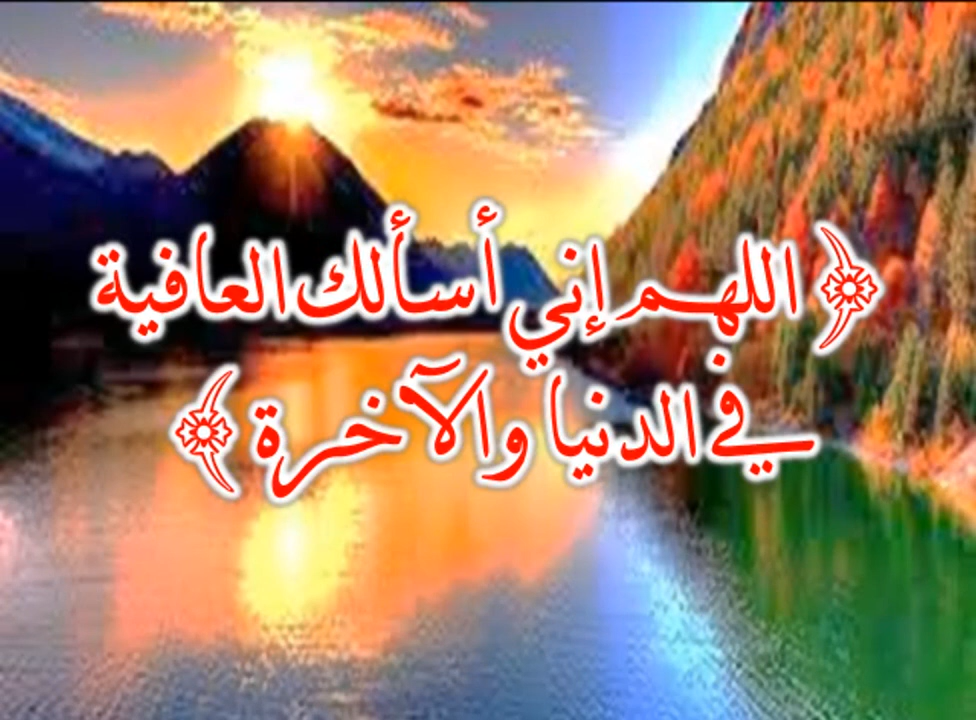 ﴿ اللهم إني أسألك العافية
في الدنيا والآخرة ﴾